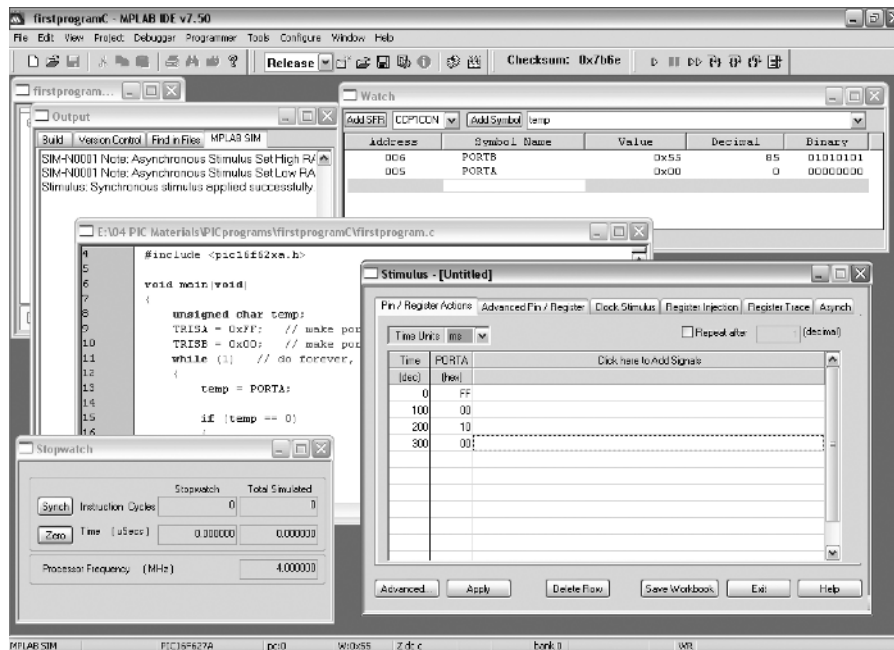 firstprogramC - MPLAB IDE v7.50
File Edit View Project Debugger Programmer Tools Configure Window Help
Release
Checksum: 0x7b6e
firstprogram...
Output
Build Version Control Find in Files MPLAB SIM
SIM-N0001 Note: Asynchronous Stimulus Set High RA
SIM-N0001 Note: Asynchronous Stimulus Set Low RA
Stimulus: Synchronous stimulus applied successfully.
Watch
Add SFR CCP1CON Add Symbol temp
Address Symbol Name Value Decimal Binary
006 PORTB 0x55 85 01010101
005 PORTA 0x00 0 00000000
E:\04 PIC Materials\PICprograms\firstprogramC\firstprogram.c
4 #include <pic16f62xa.h>
5
6 void main(void)
7 {
8 unsigned char temp;
9 TRISA = 0xFF; // make por
10 TRISB = 0x00; // make por
11 while (1) // do forever,
12 {
13 temp = PORTA;
14
15 if (temp == 0)
16 {
Stimulus - [Untitled]
Pin / Register Actions Advanced Pin / Register Clock Stimulus Register Injection Register Trace Asynch
Time Units ms Repeat after (decimal)
Time PORTA Click here to Add Signals
(dec) (hex)
0 FF
100 00
200 10
300 00
Advanced... Apply Delete Row Save Workbook Exit Help
Stopwatch
Stopwatch Total Simulated
Synch Instruction Cycles 0 0
Zero Time (uSecs) 0.000000 0.000000
Processor Frequency (MHz) 4.000000
MPLAB SIM PIC16F627A pc:0 W:0x55 Z dc c bank 0 WR